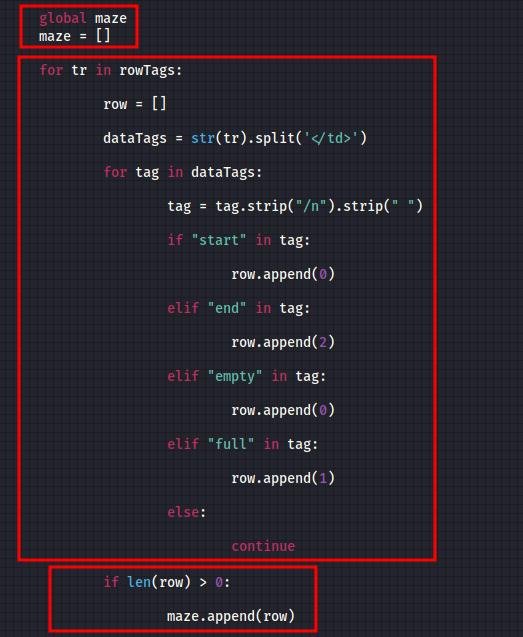 global maze
maze = []
for tr in rowTags:
row = []
dataTags = str(tr).split('</td>')
for tag in dataTags:
tag = tag.strip("/n").strip(" ")
if "start" in tag:
row.append(0)
elif "end" in tag:
row.append(2)
elif "empty" in tag:
row.append(0)
elif "full" in tag:
row.append(1)
else:
continue
if len(row) > 0:
maze.append(row)